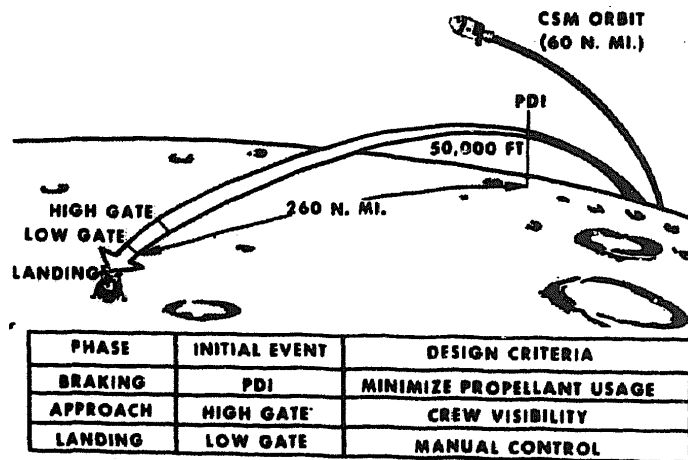 CSM ORBIT
(60 N. MI.)
PDI
50,000 FT
260 N. MI.
HIGH GATE
LOW GATE
LANDING
PHASE INITIAL EVENT DESIGN CRITERIA
BRAKING PDI MINIMIZE PROPELLANT USAGE
APPROACH HIGH GATE CREW VISIBILITY
LANDING LOW GATE MANUAL CONTROL